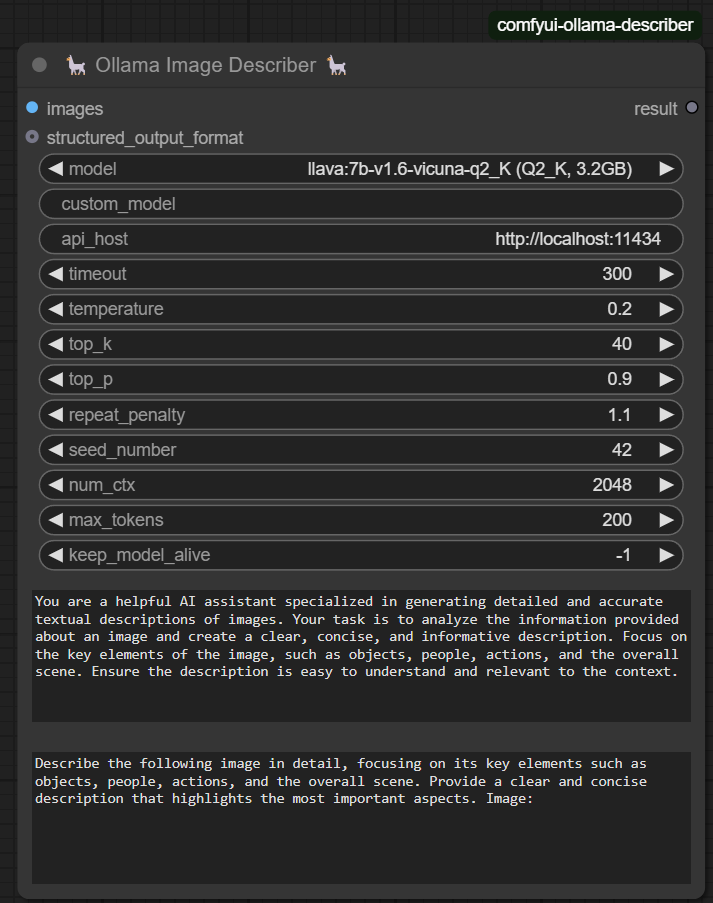 comfyui-ollama-describer
🦙 Ollama Image Describer 🦙
images result
structured_output_format
model llava:7b-v1.6-vicuna-q2_K (Q2_K, 3.2GB)
custom_model
api_host http://localhost:11434
timeout 300
temperature 0.2
top_k 40
top_p 0.9
repeat_penalty 1.1
seed_number 42
num_ctx 2048
max_tokens 200
keep_model_alive -1
You are a helpful AI assistant specialized in generating detailed and accurate
textual descriptions of images. Your task is to analyze the information provided
about an image and create a clear, concise, and informative description. Focus on
the key elements of the image, such as objects, people, actions, and the overall
scene. Ensure the description is easy to understand and relevant to the context.
Describe the following image in detail, focusing on its key elements such as
objects, people, actions, and the overall scene. Provide a clear and concise
description that highlights the most important aspects. Image: